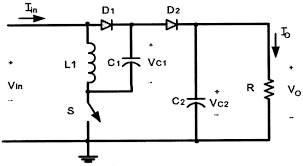 Iin
D1
D2
Io
+
Vin
-
L1
C1
+
VC1
-
S
C2
+
VC2
-
R
+
Vo
-